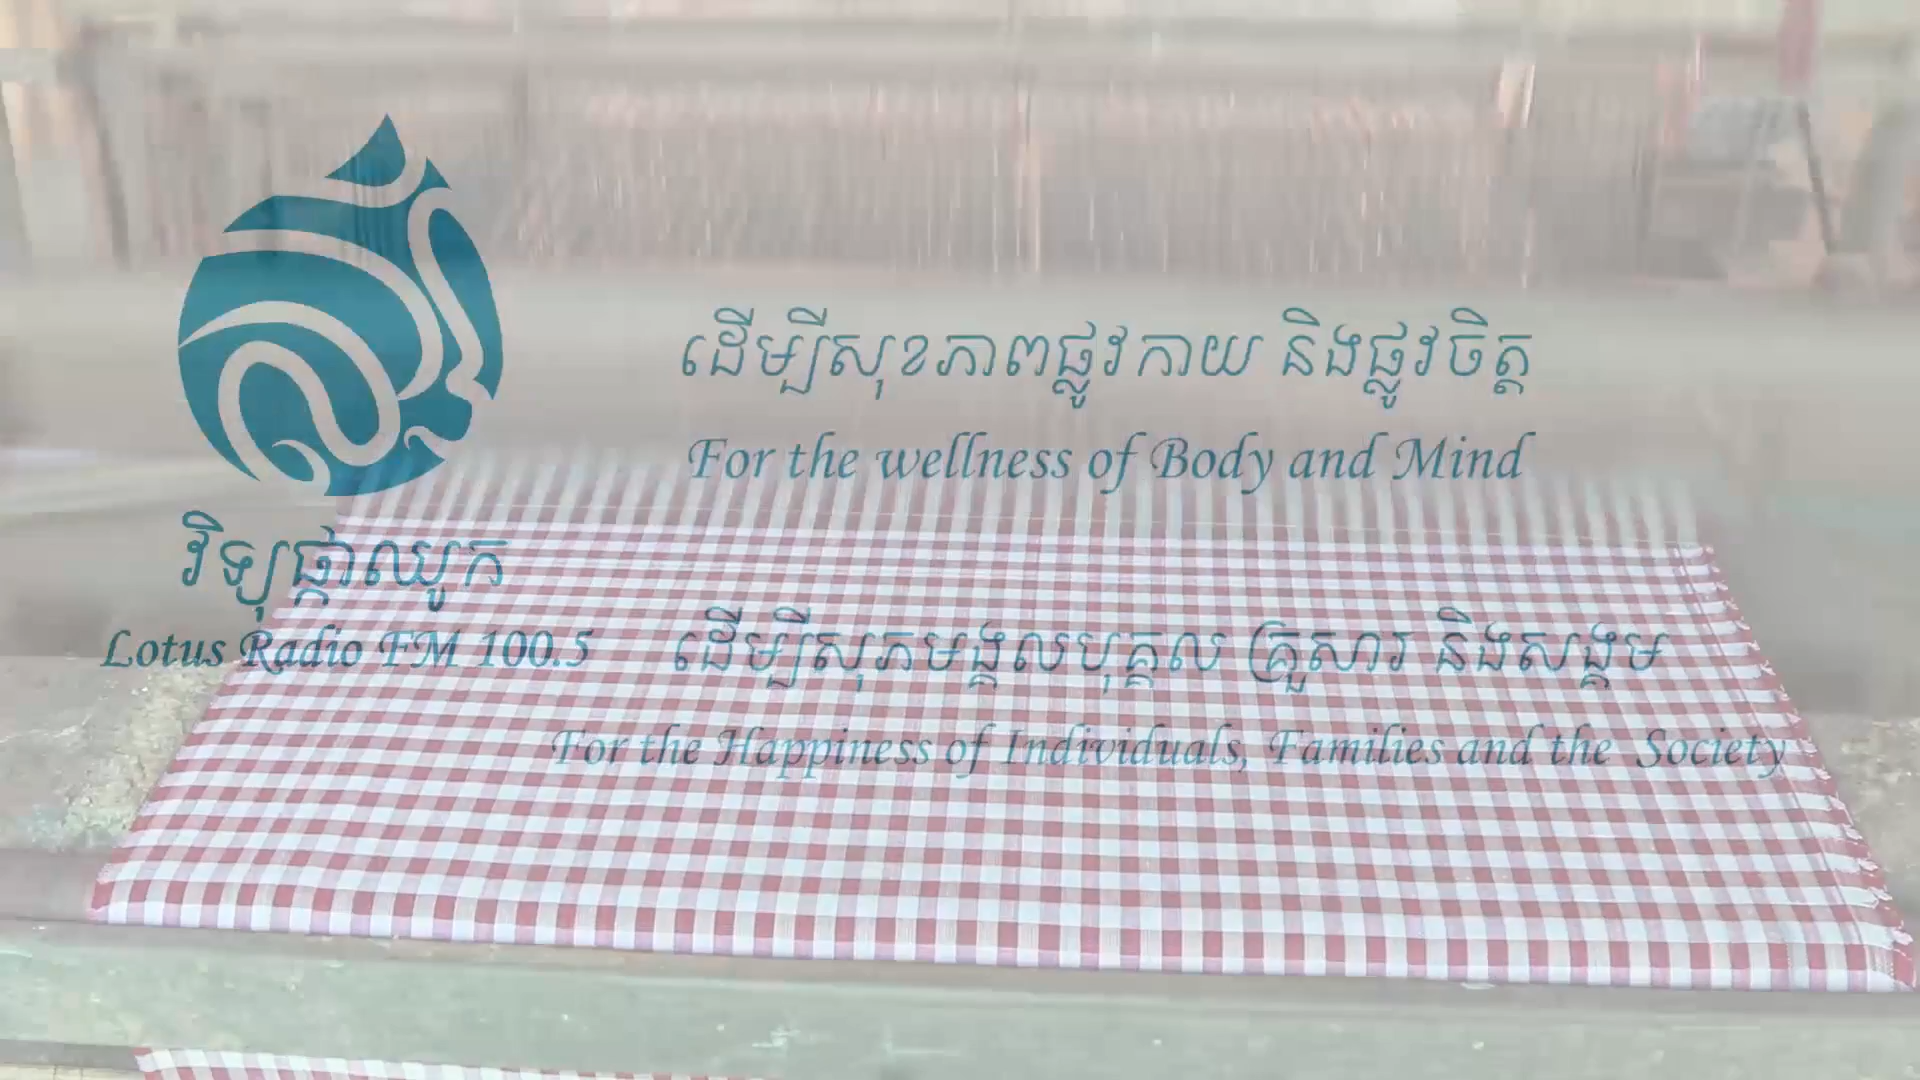 ដើម្បីសុខភាពផ្លូវកាយ និងផ្លូវចិត្ត
For the wellness of Body and Mind
វិទ្យុផ្កាឈូក
Lotus Radio FM 100.5
ដើម្បីសុភមង្គលបុគ្គល គ្រួសារ និងសង្គម
For the Happiness of Individuals, Families and the Society